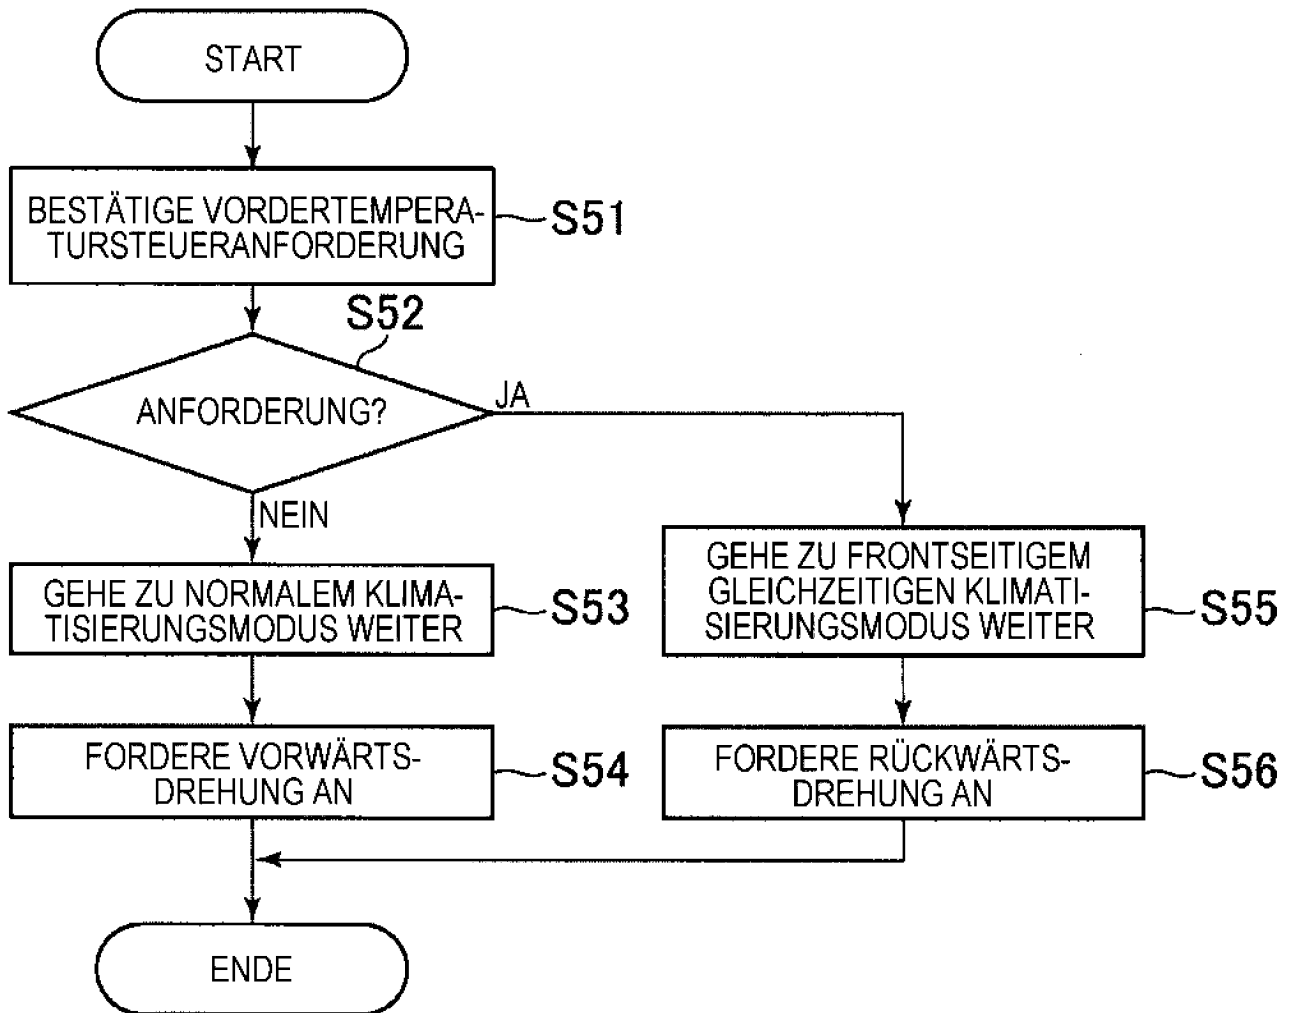 START
BESTÄTIGE VORDERTEMPERA-
TURSTEUERANFORDERUNG
S51
S52
ANFORDERUNG?
JA
NEIN
GEHE ZU NORMALEM KLIMA-
TISIERUNGSMODUS WEITER
S53
GEHE ZU FRONTSEITIGEM
GLEICHZEITIGEN KLIMATI-
SIERUNGSMODUS WEITER
S55
FORDERE VORWÄRTS-
DREHUNG AN
S54
FORDERE RÜCKWÄRTS-
DREHUNG AN
S56
ENDE